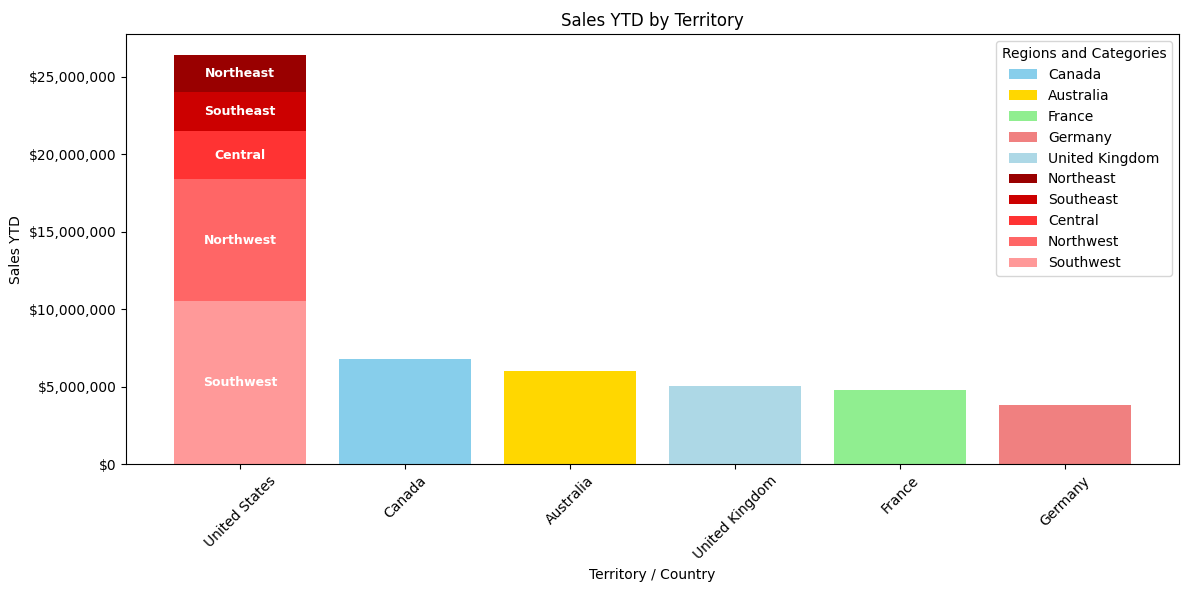 Sales YTD by Territory
Sales YTD
$25,000,000
$20,000,000
$15,000,000
$10,000,000
$5,000,000
$0
Northeast
Southeast
Central
Northwest
Southwest
Regions and Categories
Canada
Australia
France
Germany
United Kingdom
Northeast
Southeast
Central
Northwest
Southwest
United States
Canada
Australia
United Kingdom
France
Germany
Territory / Country